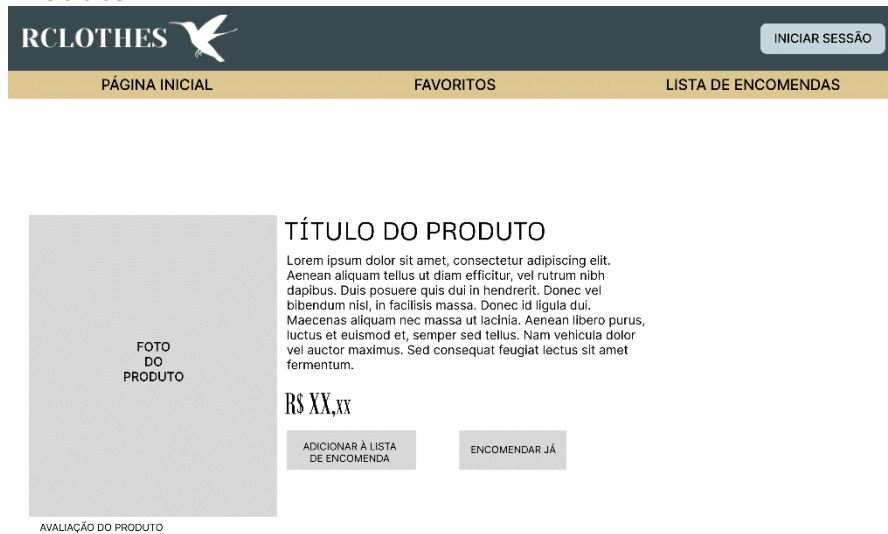 RCLOTHES
INICIAR SESSÃO
PÁGINA INICIAL
FAVORITOS
LISTA DE ENCOMENDAS
TÍTULO DO PRODUTO
Lorem ipsum dolor sit amet, consectetur adipiscing elit.
Aenean aliquam tellus ut diam efficitur, vel rutrum nibh
dapibus. Duis posuere quis dui in hendrerit. Donec vel
bibendum nisl, in facilisis massa. Donec id ligula dui.
Maecenas aliquam nec massa ut lacinia. Aenean libero purus,
luctus et euismod et, semper sed tellus. Nam vehicula dolor
vel auctor maximus. Sed consequat feugiat lectus sit amet
fermentum.
FOTO
DO
PRODUTO
R$ XX,xx
ADICIONAR À LISTA
DE ENCOMENDA
ENCOMENDAR JÁ
AVALIAÇÃO DO PRODUTO